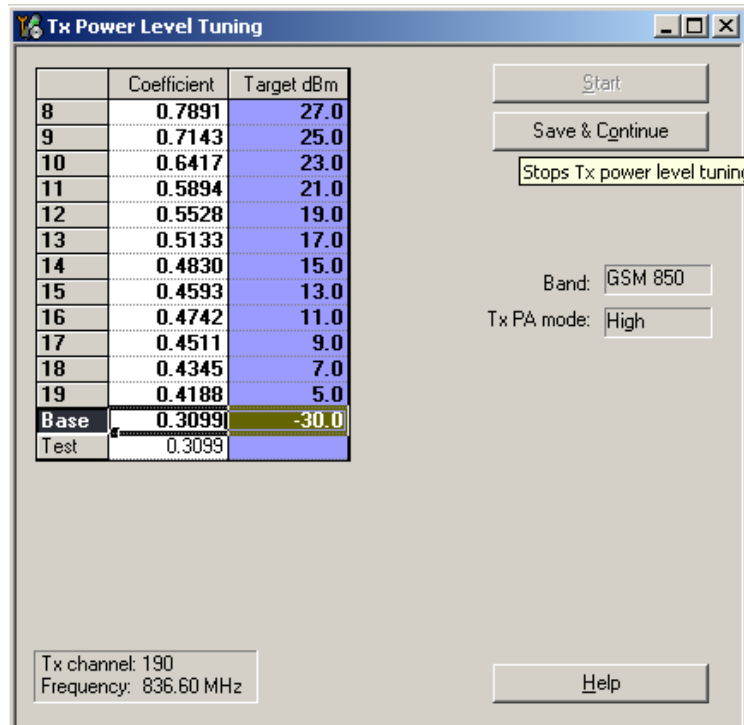 Tx Power Level Tuning
Coefficient Target dBm
8 0.7891 27.0
9 0.7143 25.0
10 0.6417 23.0
11 0.5894 21.0
12 0.5528 19.0
13 0.5133 17.0
14 0.4830 15.0
15 0.4593 13.0
16 0.4742 11.0
17 0.4511 9.0
18 0.4345 7.0
19 0.4188 5.0
Base 0.3099 -30.0
Test 0.3099
Start
Save & Continue
Stops Tx power level tuning
Band: GSM 850
Tx PA mode: High
Tx channel: 190
Frequency: 836.60 MHz
Help